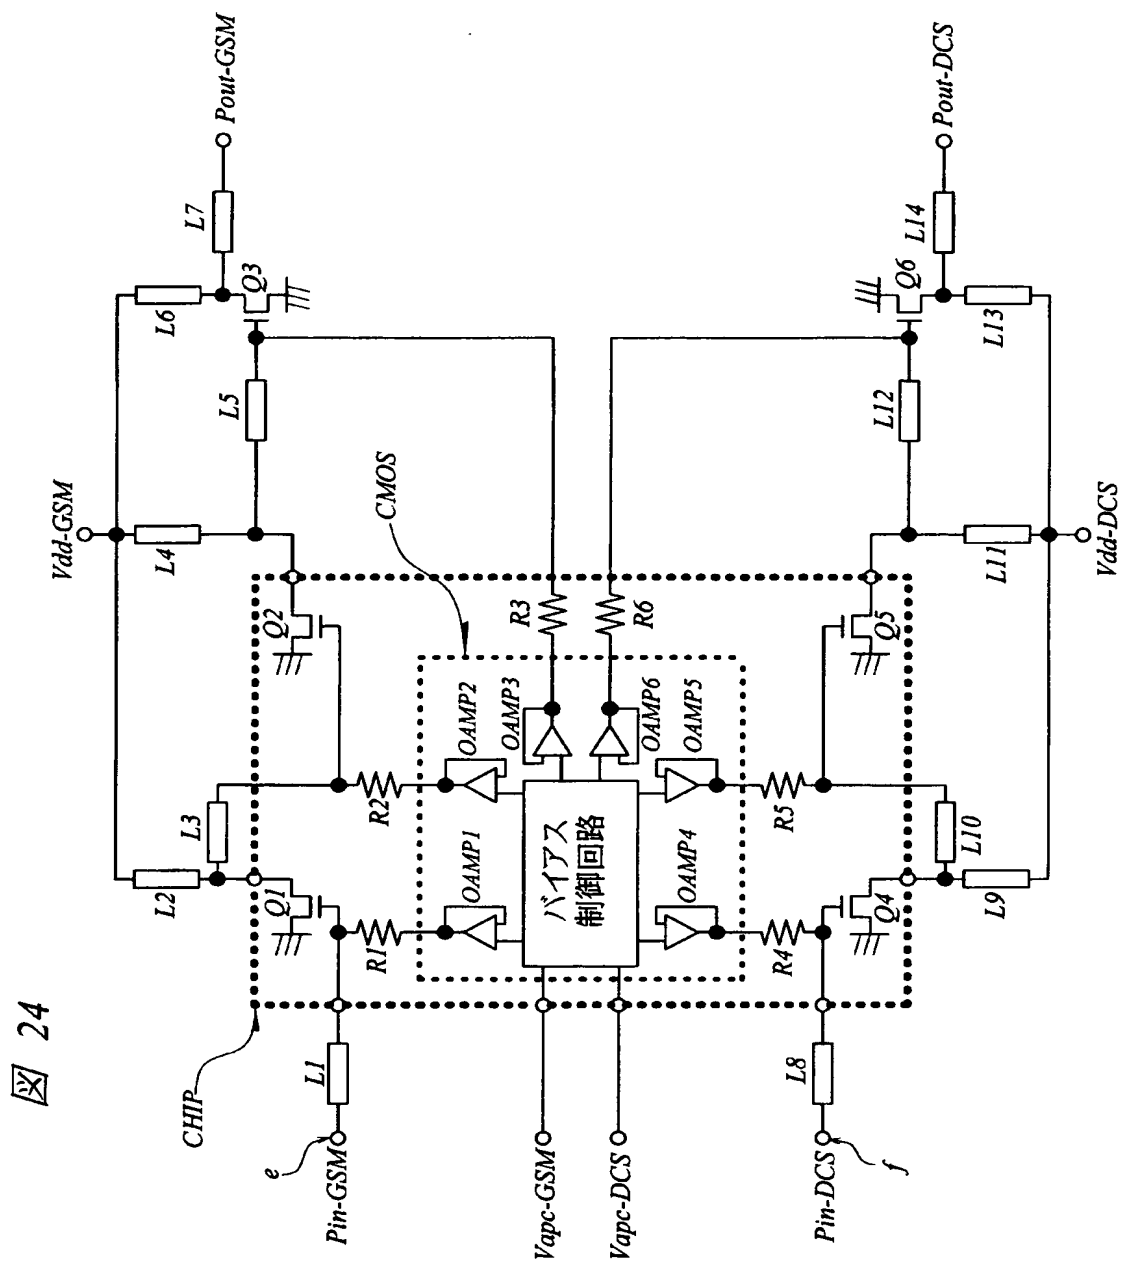 図 24
CHIP
CMOS
Vdd-GSM
L2
L4
L6
L3
L5
L7
Pout-GSM
Q1
Q2
Q3
e
Pin-GSM
L1
R1
R2
R3
OAMP1
OAMP2
OAMP3
Vapc-GSM
Vapc-DCS
バイアス
制御回路
OAMP4
OAMP5
OAMP6
R4
R5
R6
f
Pin-DCS
L8
Q4
Q5
Q6
L10
L12
L14
Pout-DCS
L9
L11
L13
Vdd-DCS